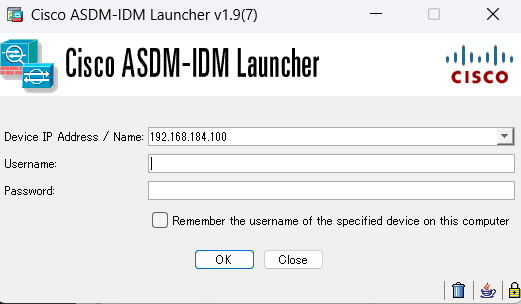 Cisco ASDM-IDM Launcher v1.9(7)
Cisco ASDM-IDM Launcher
CISCO
Device IP Address / Name: 192.168.184.100
Username:
Password:
Remember the username of the specified device on this computer
OK Close